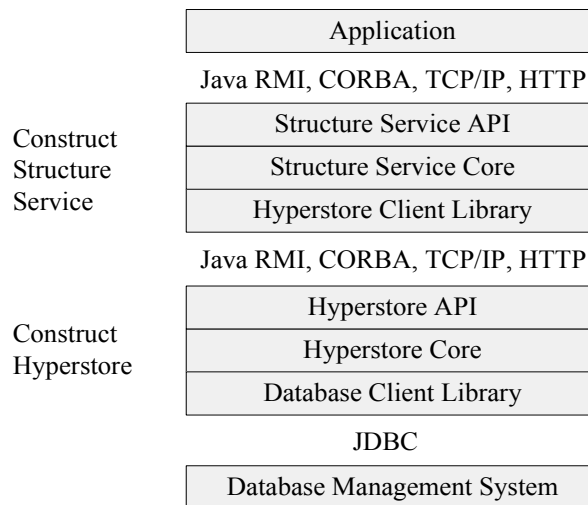 Application
Java RMI, CORBA, TCP/IP, HTTP
Construct
Structure
Service
Structure Service API
Structure Service Core
Hyperstore Client Library
Java RMI, CORBA, TCP/IP, HTTP
Construct
Hyperstore
Hyperstore API
Hyperstore Core
Database Client Library
JDBC
Database Management System